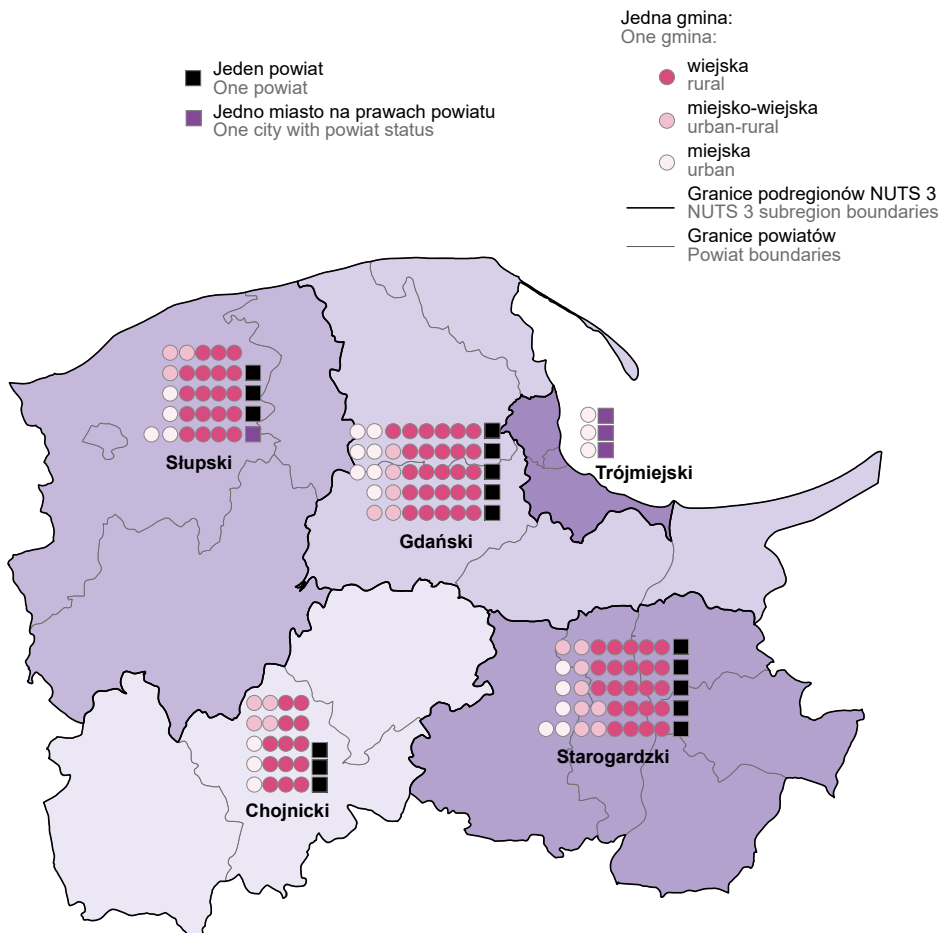 Jedna gmina:
One gmina:
Jeden powiat
One powiat
Jedno miasto na prawach powiatu
One city with powiat status
wiejska
rural
miejsko-wiejska
urban-rural
miejska
urban
Granice podregionów NUTS 3
NUTS 3 subregion boundaries
Granice powiatów
Powiat boundaries
Słupski
Trójmiejski
Gdański
Starogardzki
Chojnicki